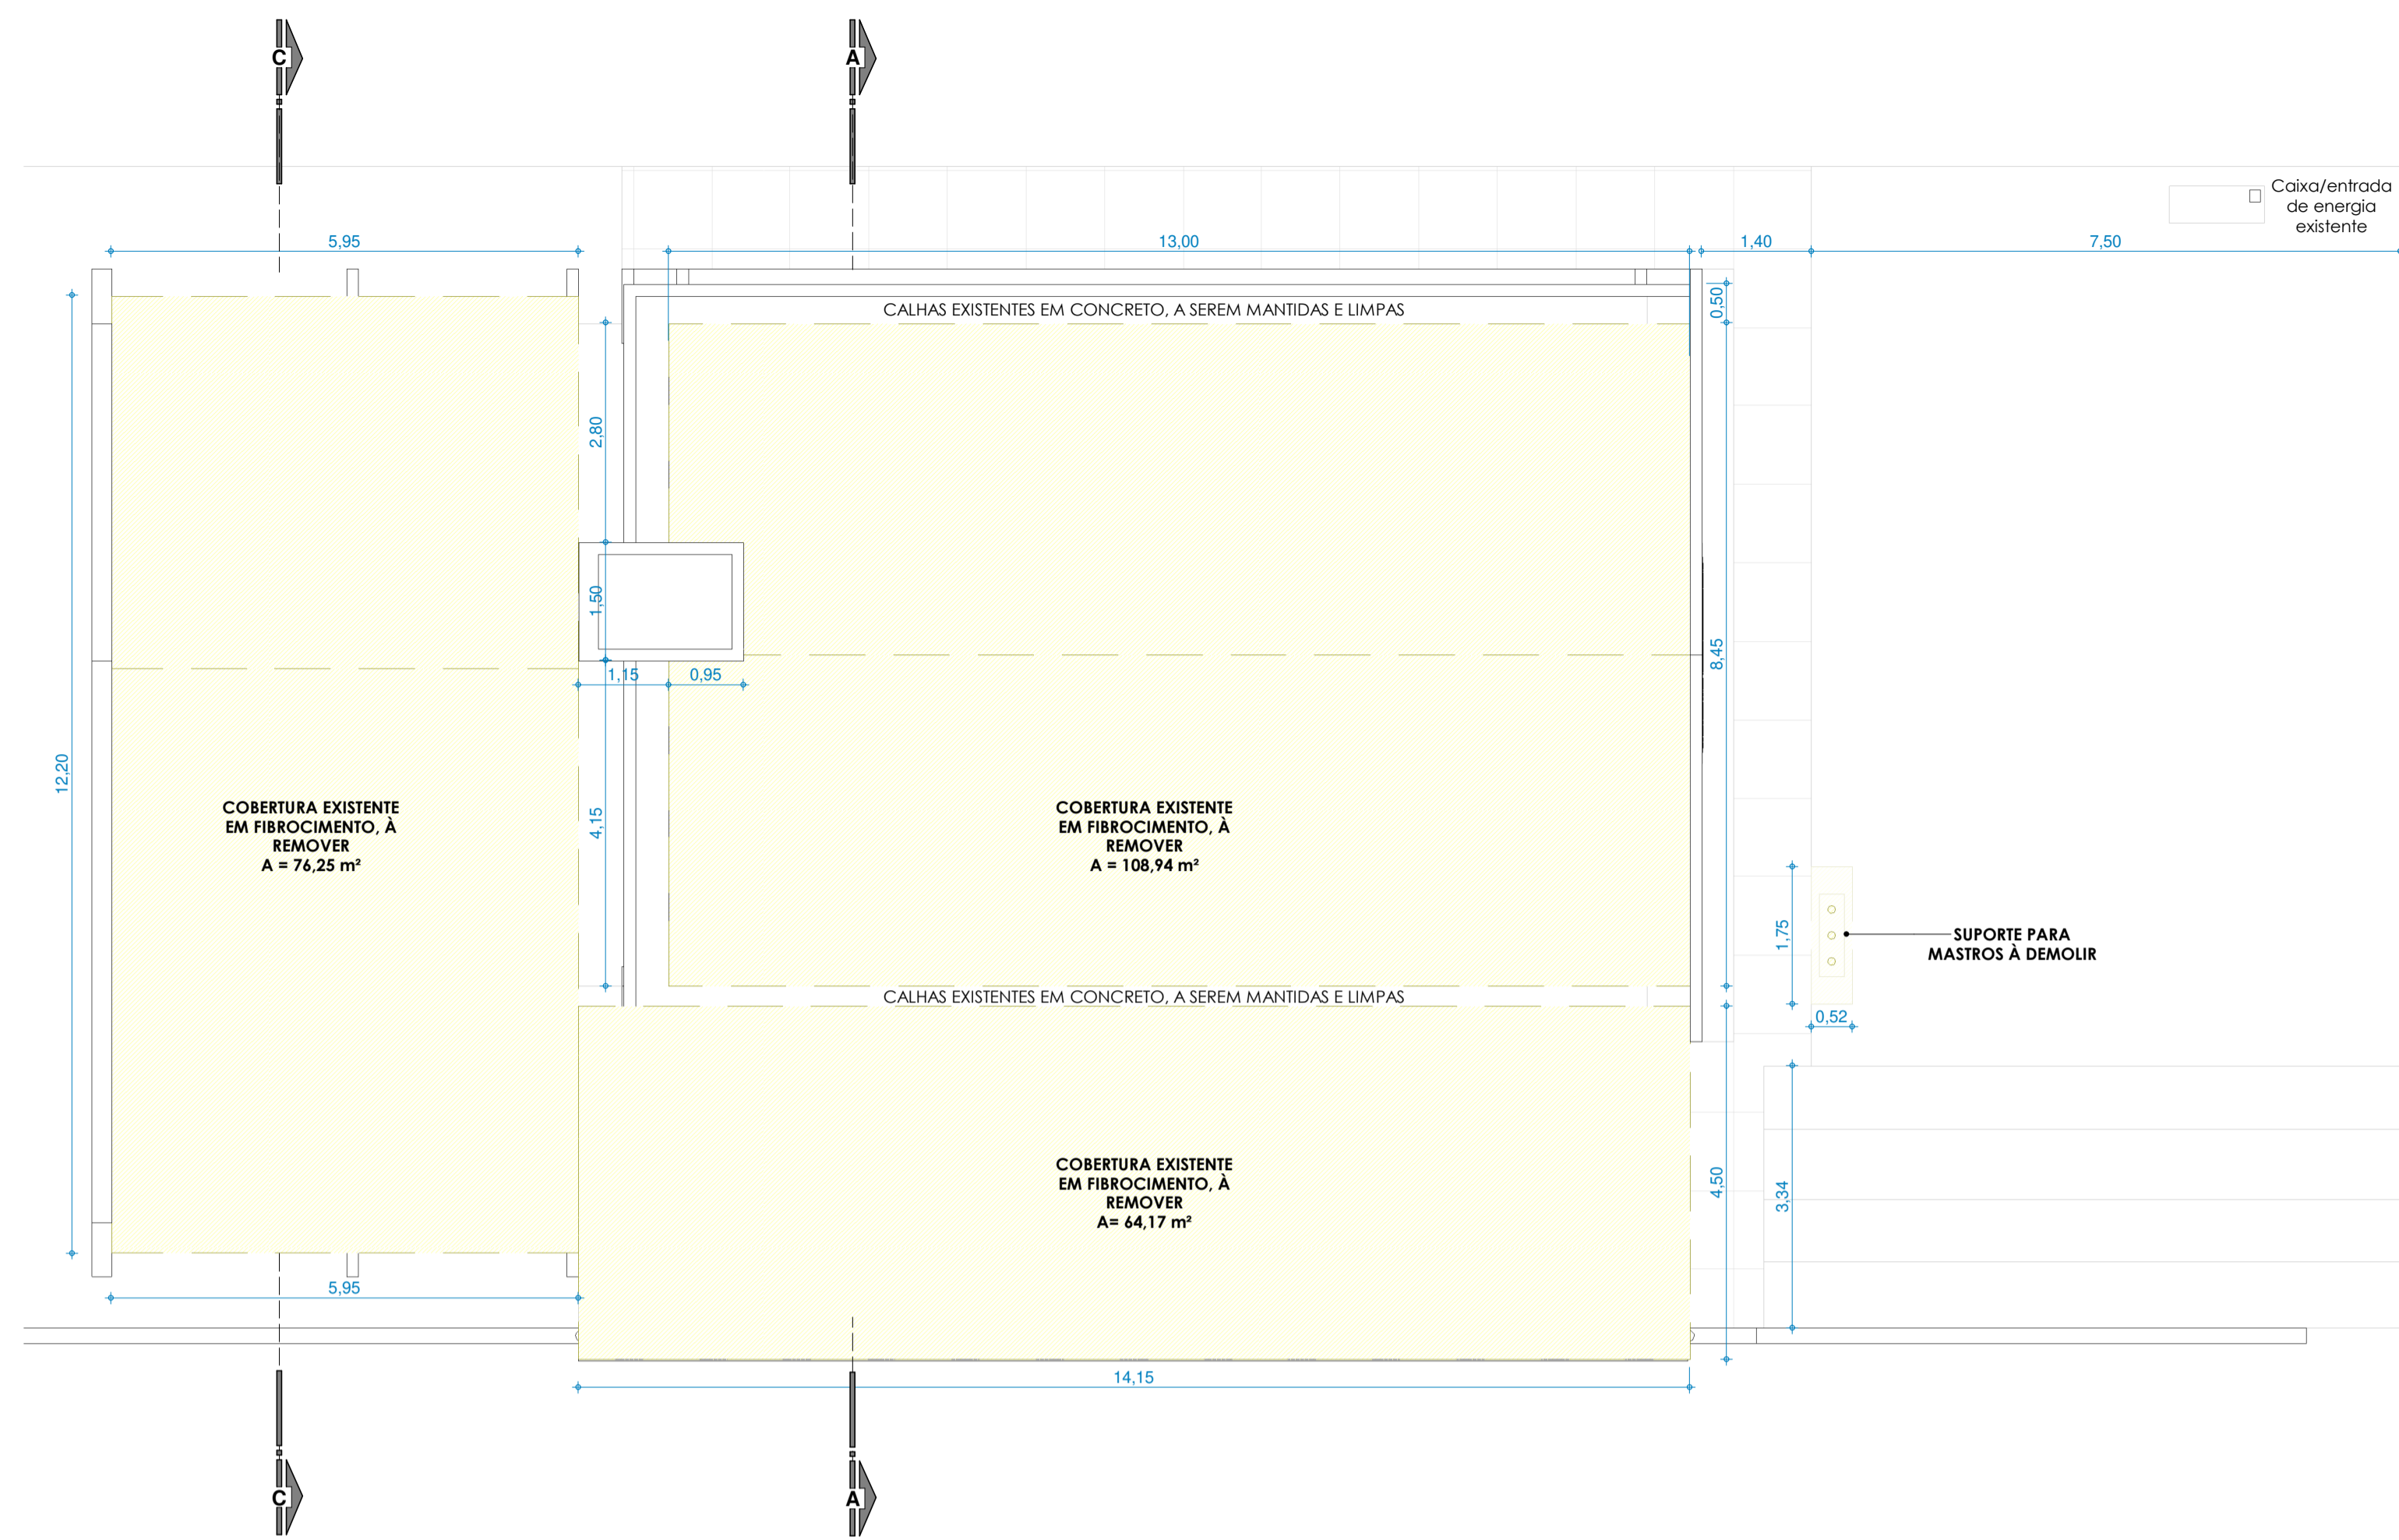 C
A
Caixa/entrada
de energia
existente
5,95
13,00
1,40
7,50
CALHAS EXISTENTES EM CONCRETO, A SEREM MANTIDAS E LIMPAS
0,50
2,80
1,50
1,15
0,95
8,45
12,20
COBERTURA EXISTENTE
EM FIBROCIMENTO, À
REMOVER
A = 76,25 m²
4,15
COBERTURA EXISTENTE
EM FIBROCIMENTO, À
REMOVER
A = 108,94 m²
1,75
SUPORTE PARA
MASTROS À DEMOLIR
CALHAS EXISTENTES EM CONCRETO, A SEREM MANTIDAS E LIMPAS
0,52
COBERTURA EXISTENTE
EM FIBROCIMENTO, À
REMOVER
A= 64,17 m²
4,50
3,34
5,95
14,15
C
A